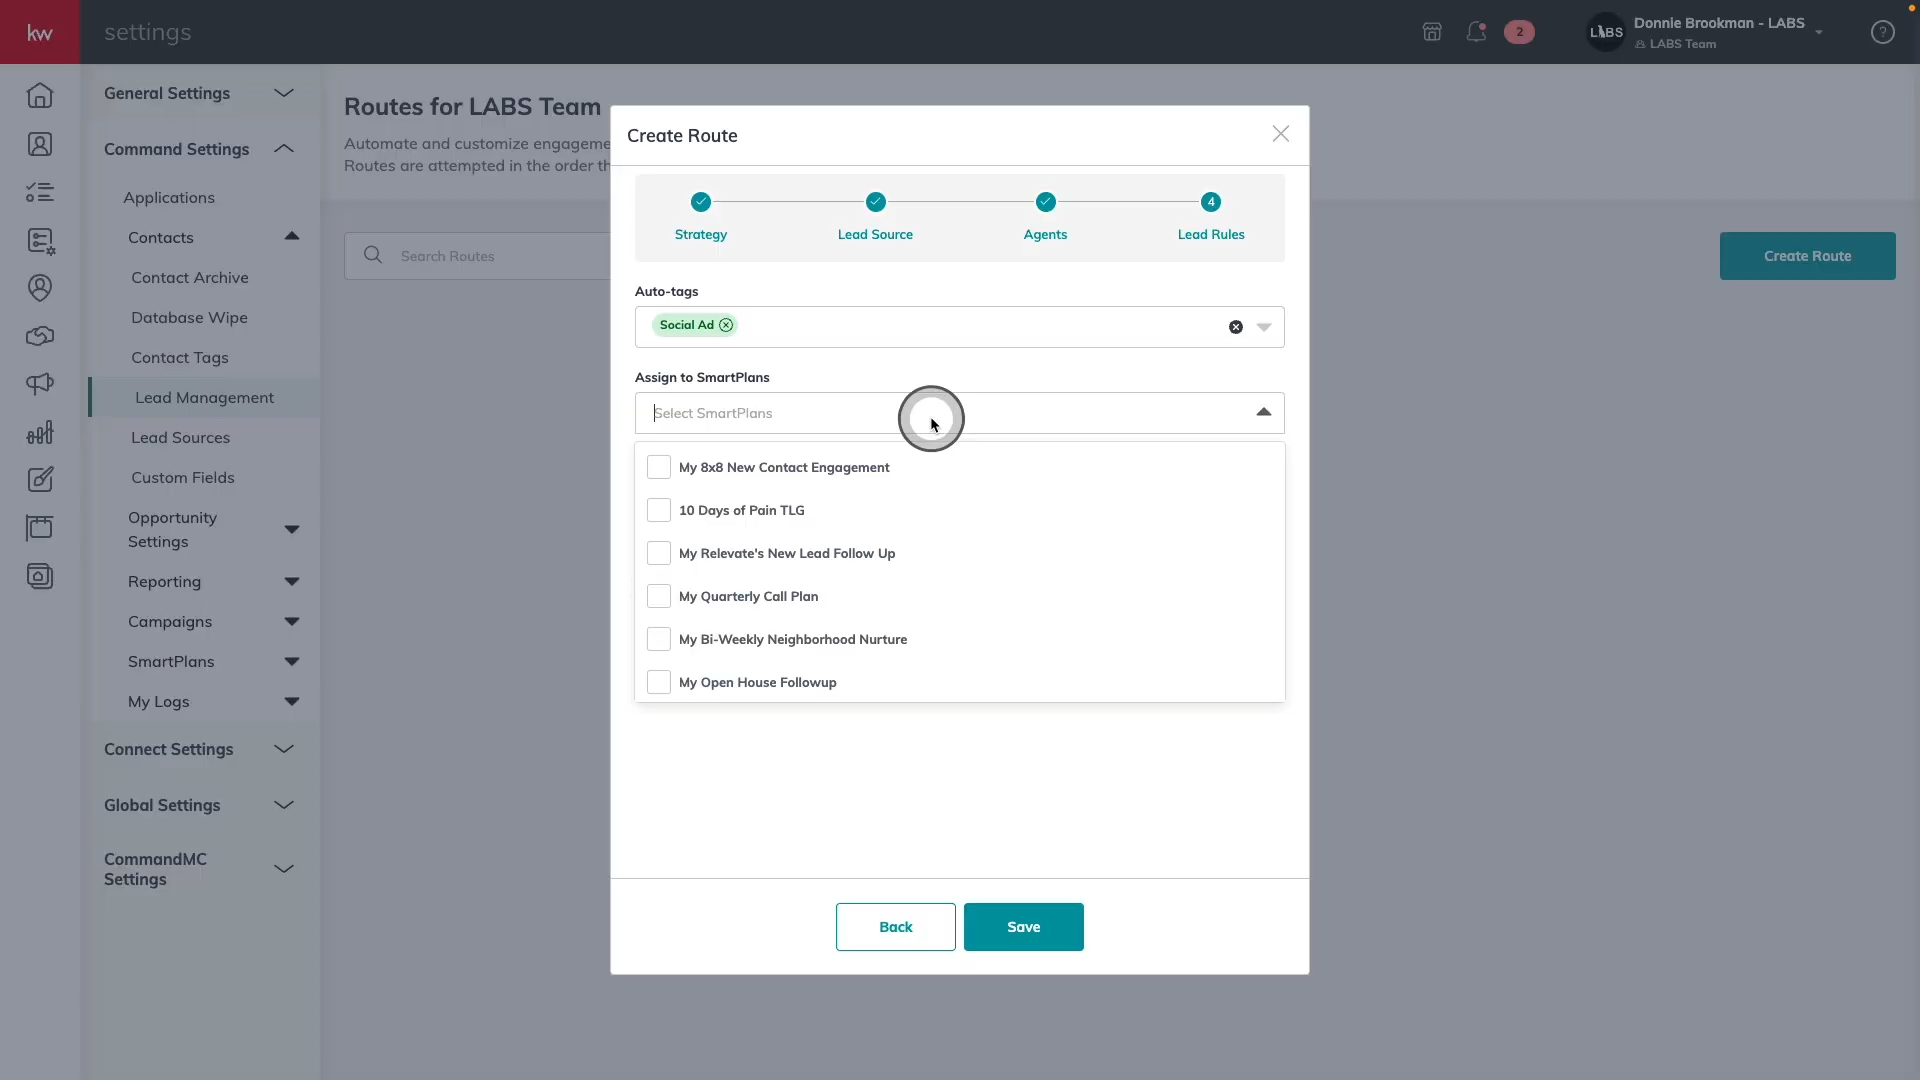 kw
settings
2
LABS
Donnie Brookman - LABS
LABS Team
?
General Settings
Command Settings
Applications
Contacts
Contact Archive
Database Wipe
Contact Tags
Lead Management
Lead Sources
Custom Fields
Opportunity
Settings
Reporting
Campaigns
SmartPlans
My Logs
Connect Settings
Global Settings
CommandMC
Settings
Routes for LABS Team
Automate and customize engageme
Routes are attempted in the order th
Search Routes
Create Route
Create Route
4
Strategy
Lead Source
Agents
Lead Rules
Auto-tags
Social Ad
Assign to SmartPlans
Select SmartPlans
My 8x8 New Contact Engagement
10 Days of Pain TLG
My Relevate's New Lead Follow Up
My Quarterly Call Plan
My Bi-Weekly Neighborhood Nurture
My Open House Followup
Back
Save